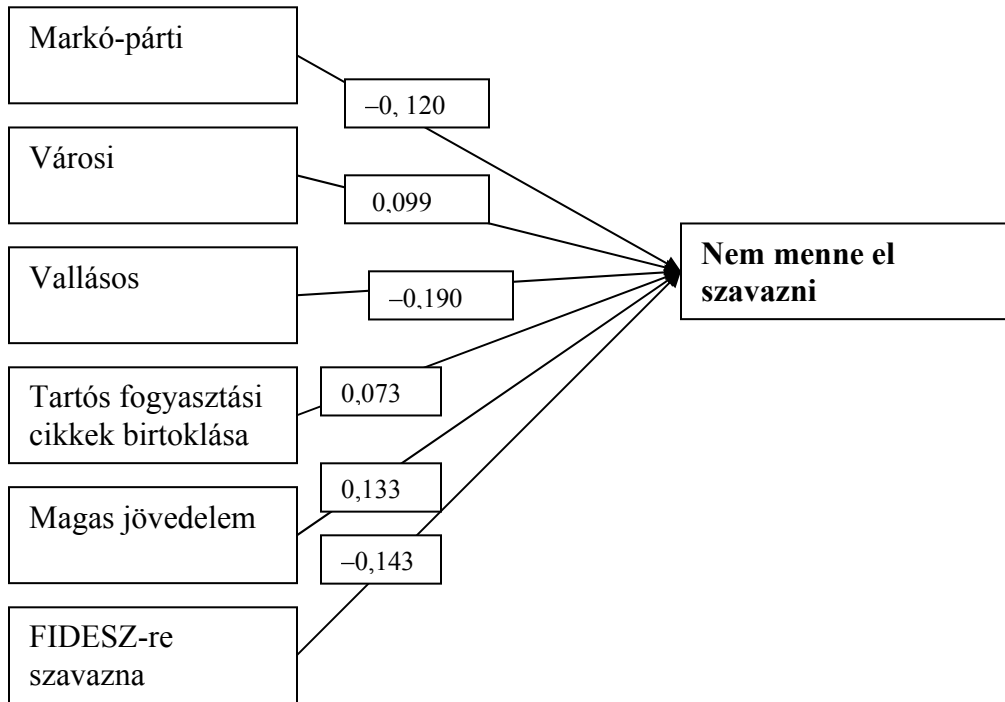 Markó-párti
–0, 120
Városi
0,099
Nem menne el
szavazni
Vallásos
–0,190
Tartós fogyasztási
cikkek birtoklása
0,073
Magas jövedelem
0,133
–0,143
FIDESZ-re
szavazna